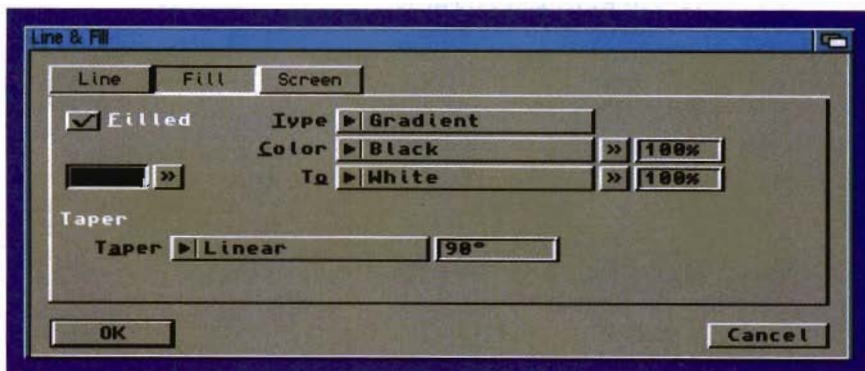 Line & Fill
Line Fill Screen
Filled Type Gradient
Color Black 100%
To White 100%
Taper
Taper Linear 90°
OK Cancel